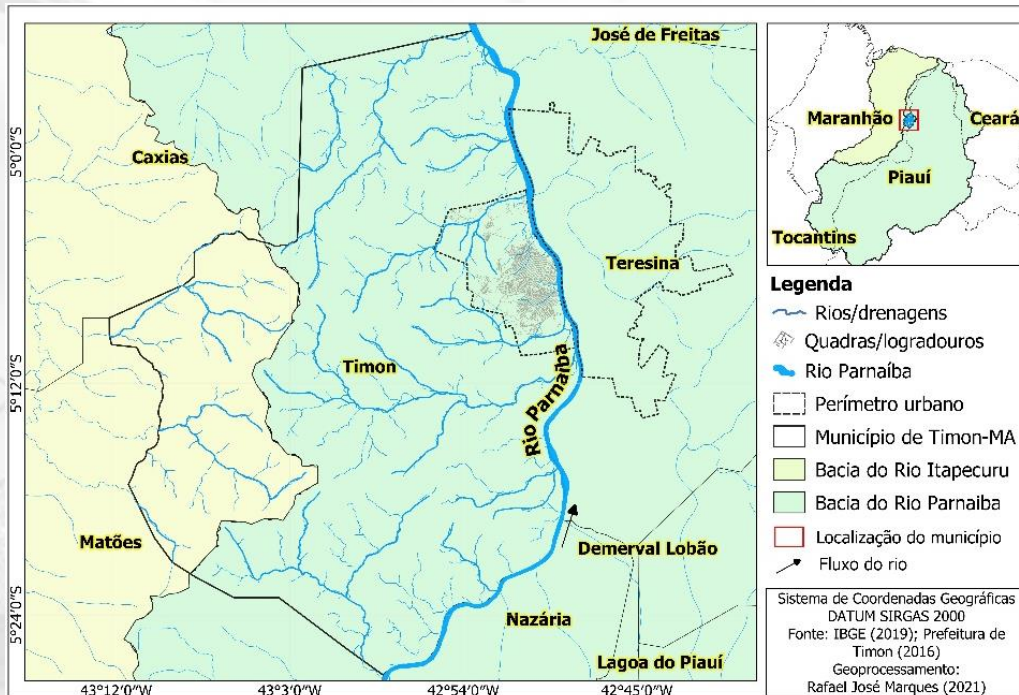 José de Freitas
Caxias
Teresina
Timon
Rio Parnaíba
Matões
Demerval Lobão
Nazária
Lagoa do Piauí
5°0'0"S
5°12'0"S
5°24'0"S
43°12'0"W
43°3'0"W
42°54'0"W
42°45'0"W
Maranhão
Ceará
Piauí
Tocantins
Legenda
Rios/drenagens
Quadras/logradouros
Rio Parnaíba
Perímetro urbano
Município de Timon-MA
Bacia do Rio Itapecuru
Bacia do Rio Parnaiba
Localização do município
Fluxo do rio
Sistema de Coordenadas Geográficas
DATUM SIRGAS 2000
Fonte: IBGE (2019); Prefeitura de
Timon (2016)
Geoprocessamento:
Rafael José Marques (2021)